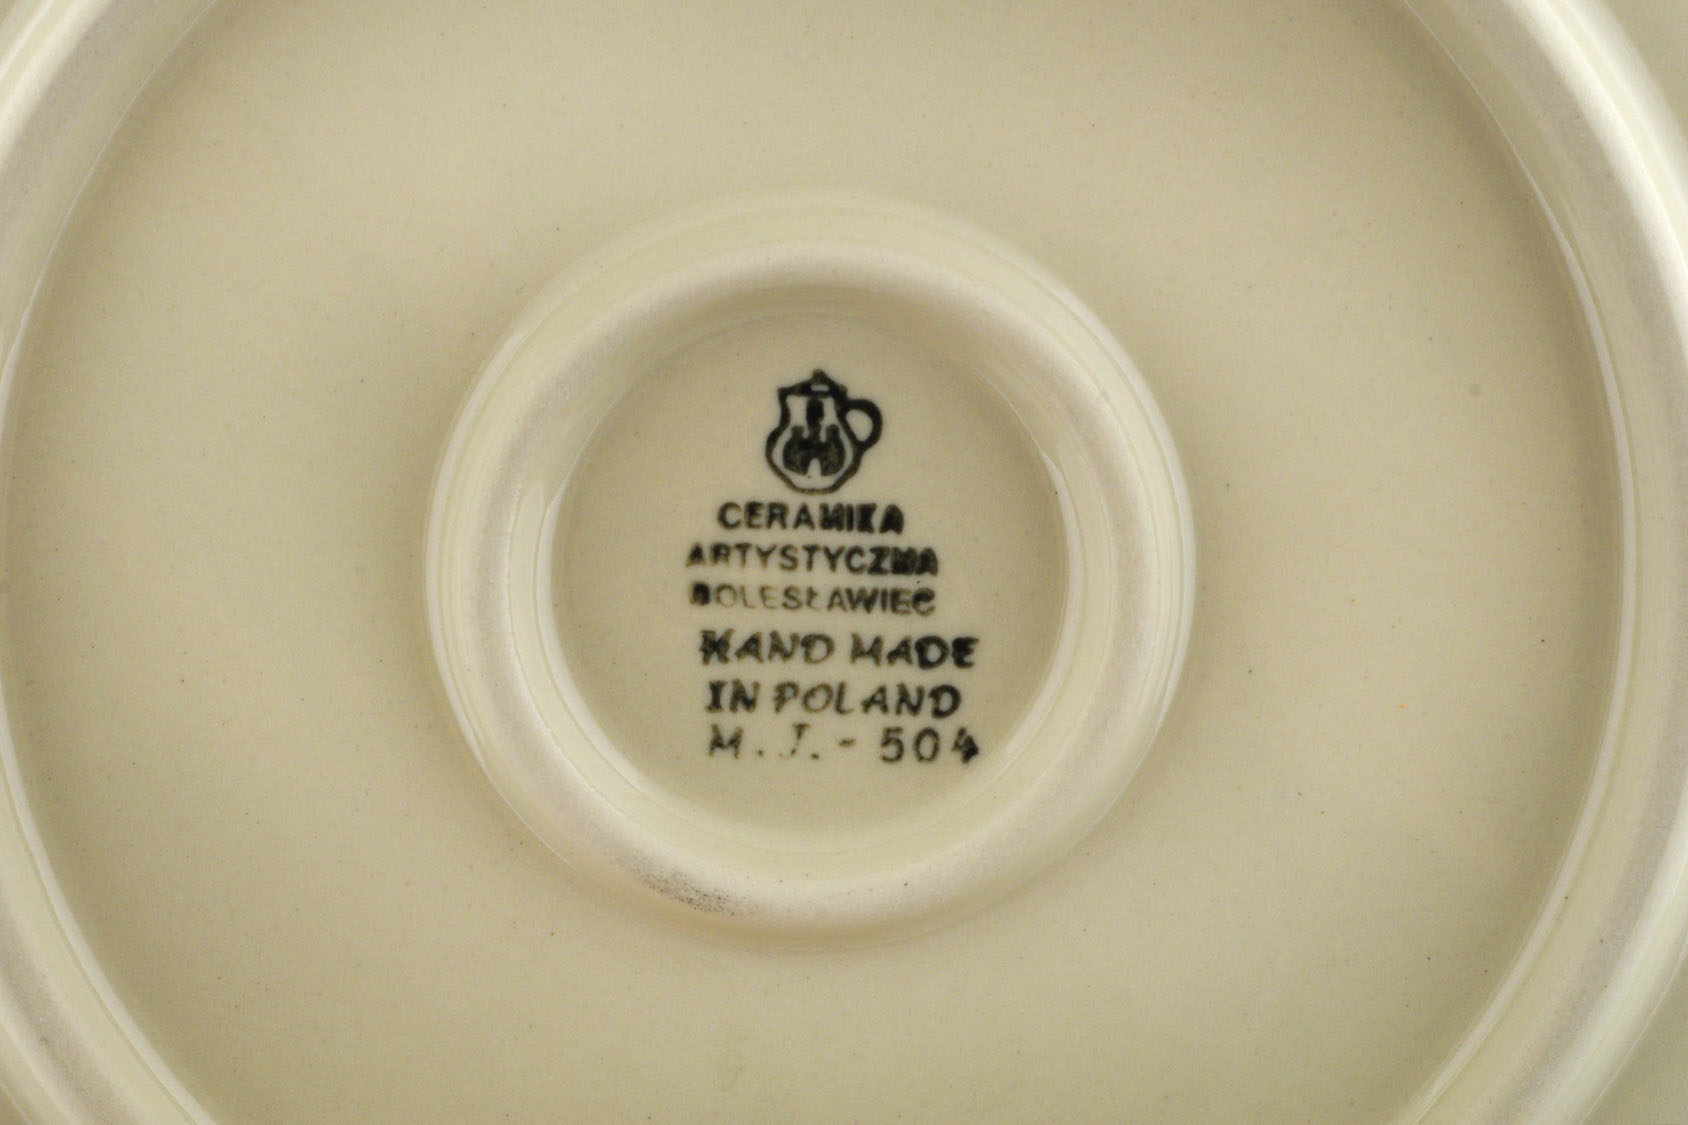 CERAMIKA
ARTYSTYCZNA
BOLESŁAWIEC
HAND MADE
IN POLAND
M.J.-504